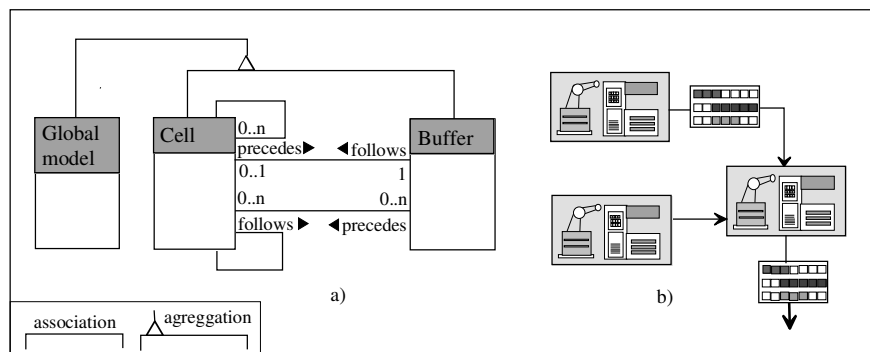 Global
model
Cell
0..n
precedes
follows
Buffer
0..1
1
0..n
0..n
follows
precedes
a)
b)
association
agreggation